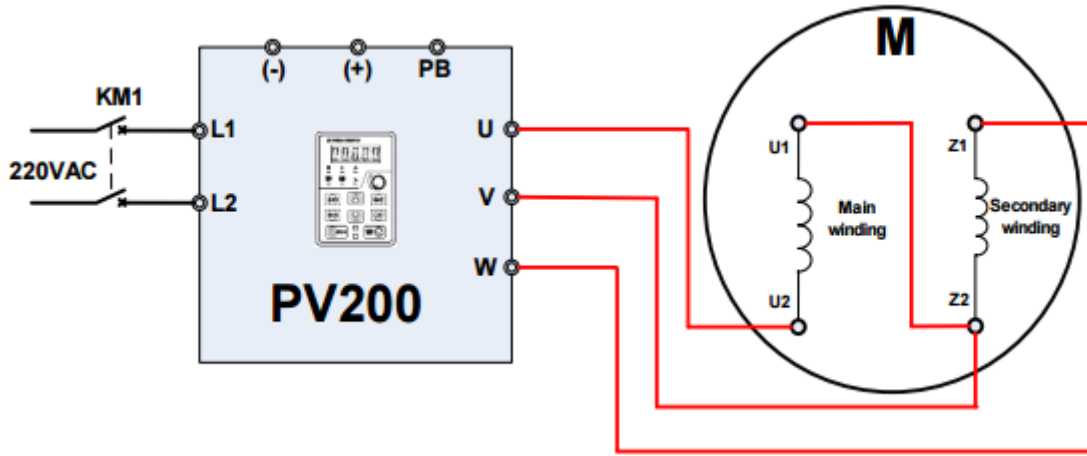 M
(-)
(+)
PB
KM1
L1
U
220VAC
L2
V
W
PV200
U1
Z1
Main
winding
Secondary
winding
U2
Z2